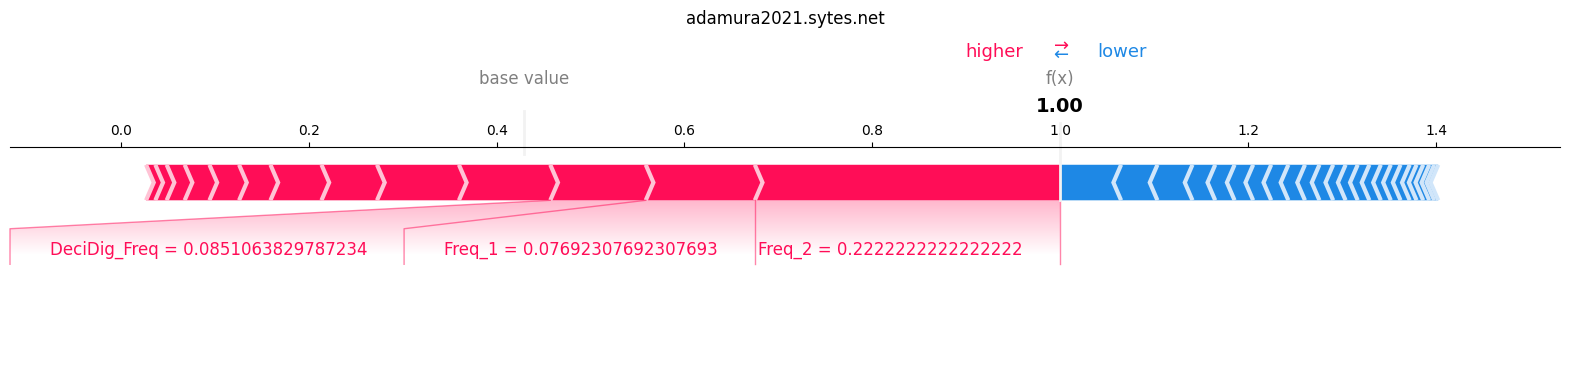 adamura2021.sytes.net
higher ⇄ lower
base value f(x)
1.00
0.0 0.2 0.4 0.6 0.8 1.0 1.2 1.4
DeciDig_Freq = 0.0851063829787234 Freq_1 = 0.07692307692307693 Freq_2 = 0.2222222222222222